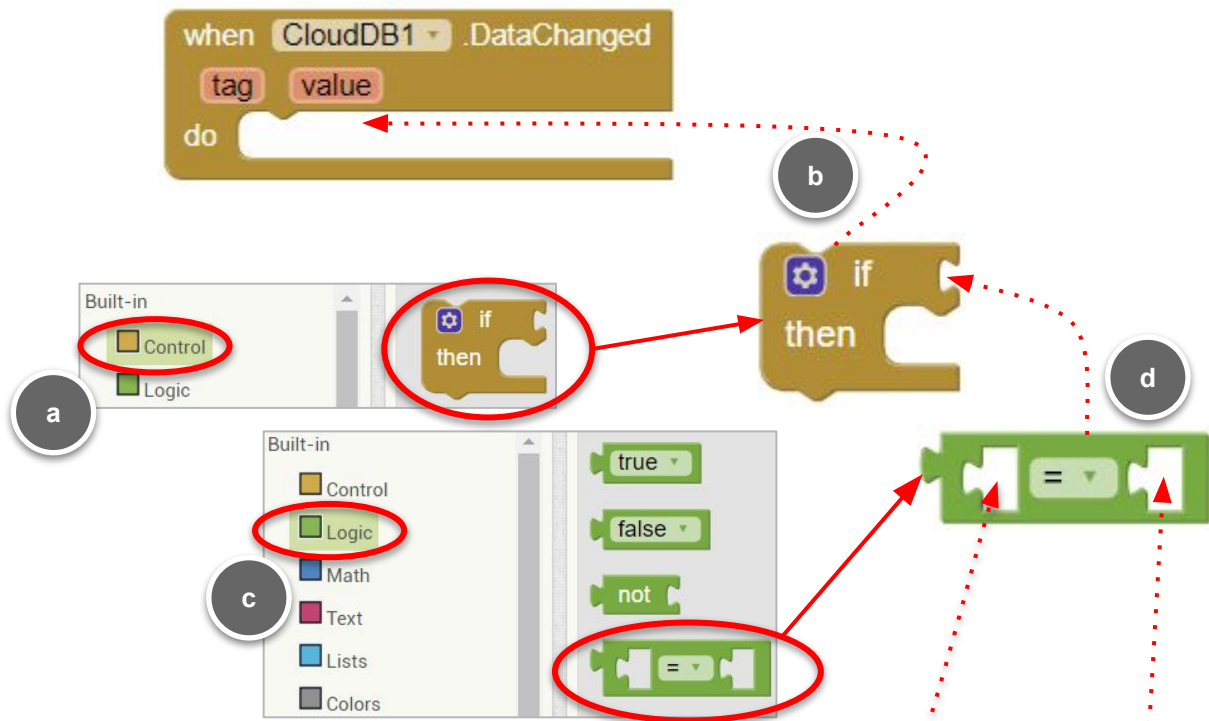 when CloudDB1 .DataChanged
tag value
do
b
if
then
Built-in
Control
Logic
if
then
a
d
Built-in
Control
Logic
Math
Text
Lists
Colors
c
true
false
not
=
=